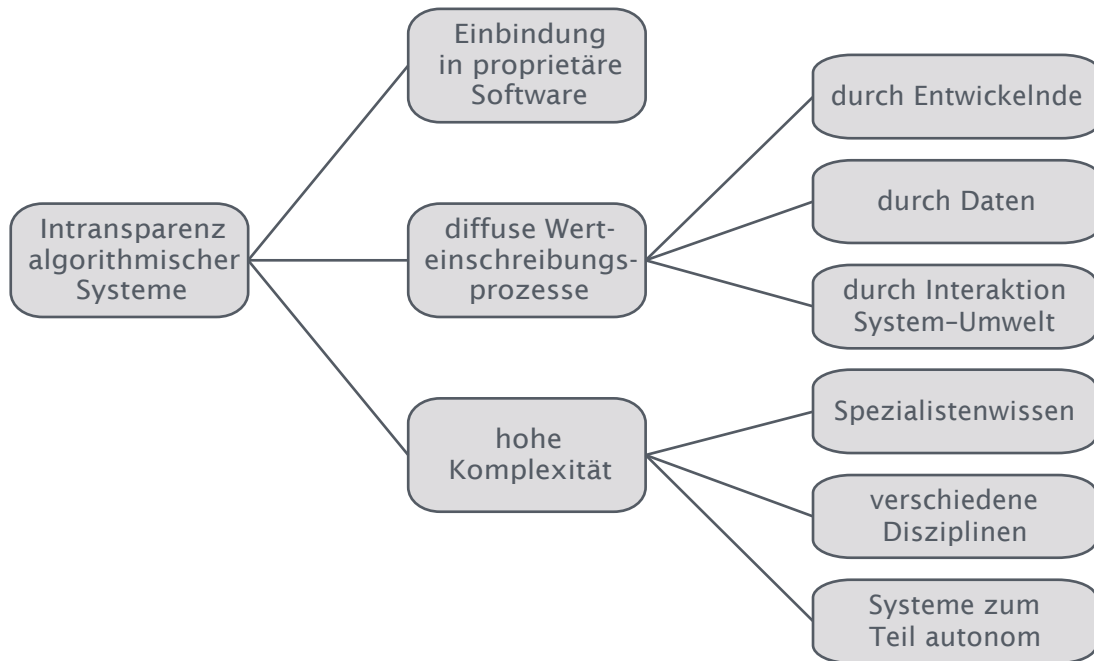 Intransparenz
algorithmischer
Systeme
Einbindung
in proprietäre
Software
diffuse Wert-
einschreibungs-
prozesse
hohe
Komplexität
durch Entwickelnde
durch Daten
durch Interaktion
System-Umwelt
Spezialistenwissen
verschiedene
Disziplinen
Systeme zum
Teil autonom